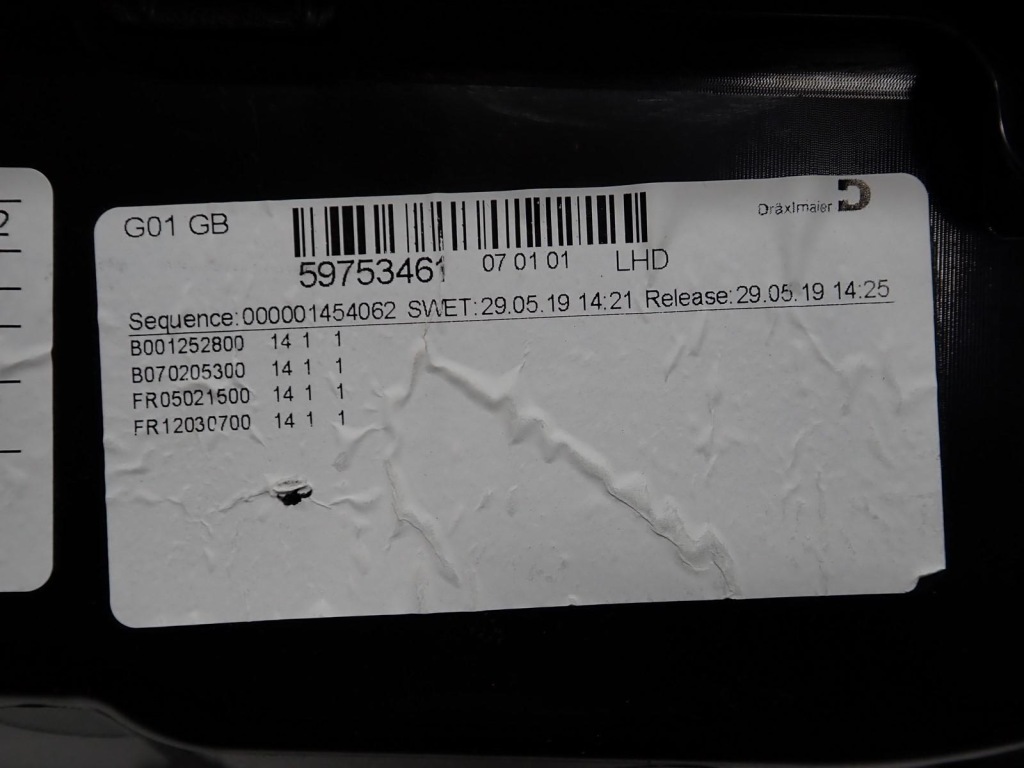 2
G01 GB
Dräxlmaier
59753461 07 01 01 LHD
Sequence:000001454062 SWET:29.05.19 14:21 Release:29.05.19 14:25
B001252800 14 1 1
B070205300 14 1 1
FR05021500 14 1 1
FR12030700 14 1 1